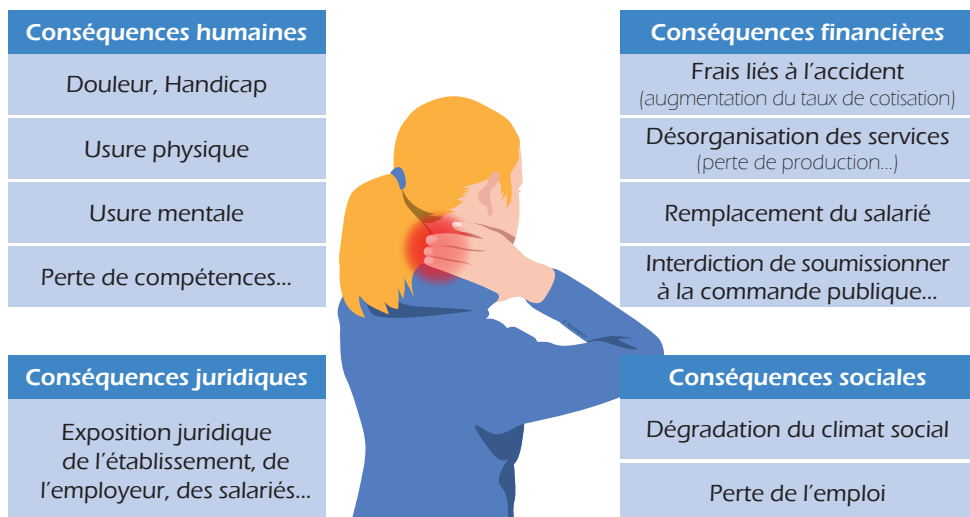 Conséquences humaines
Douleur, Handicap
Usure physique
Usure mentale
Perte de compétences...
Conséquences financières
Frais liés à l'accident
(augmentation du taux de cotisation)
Désorganisation des services
(perte de production...)
Remplacement du salarié
Interdiction de soumissionner
à la commande publique...
Conséquences juridiques
Exposition juridique
de l'établissement, de
l'employeur, des salariés...
Conséquences sociales
Dégradation du climat social
Perte de l'emploi